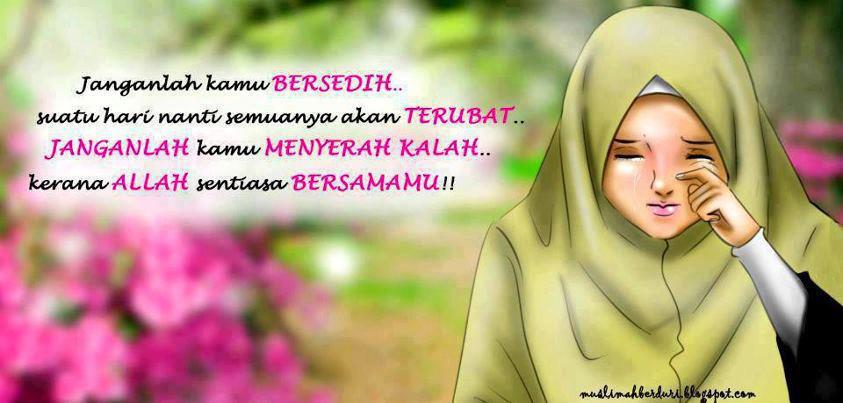 Janganlah kamu BERSEDIH..
suatu hari nanti semuanya akan TERUBAT..
JANGANLAH kamu MENYERAH KALAH..
kerana ALLAH sentiasa BERSAMAMU!!
muslimahberduri.blogspot.com